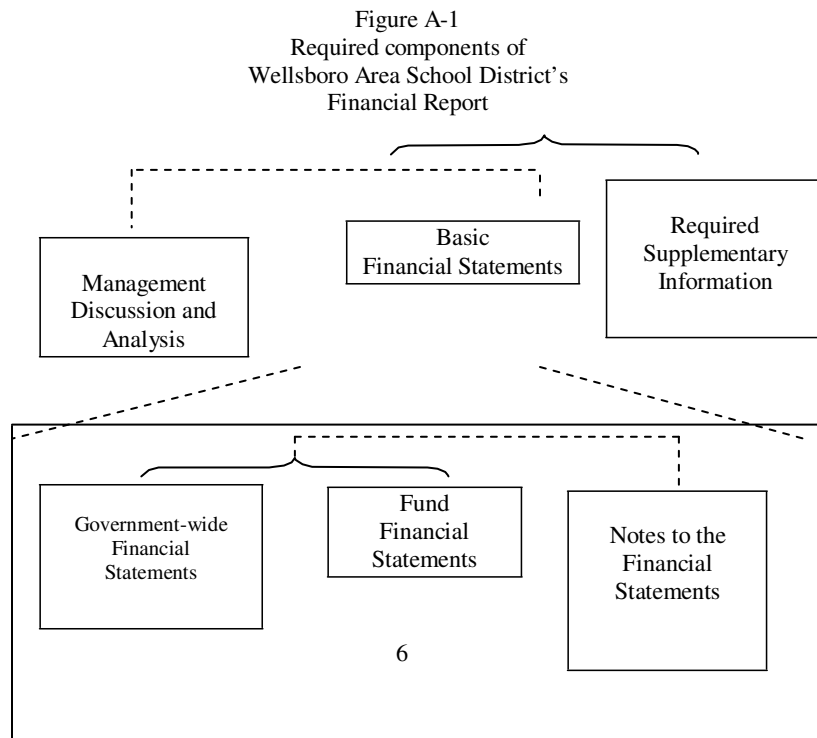 Figure A-1
Required components of
Wellsboro Area School District’s
Financial Report
Management
Discussion and
Analysis
Basic
Financial Statements
Required
Supplementary
Information
Government-wide
Financial
Statements
Fund
Financial
Statements
Notes to the
Financial
Statements
6